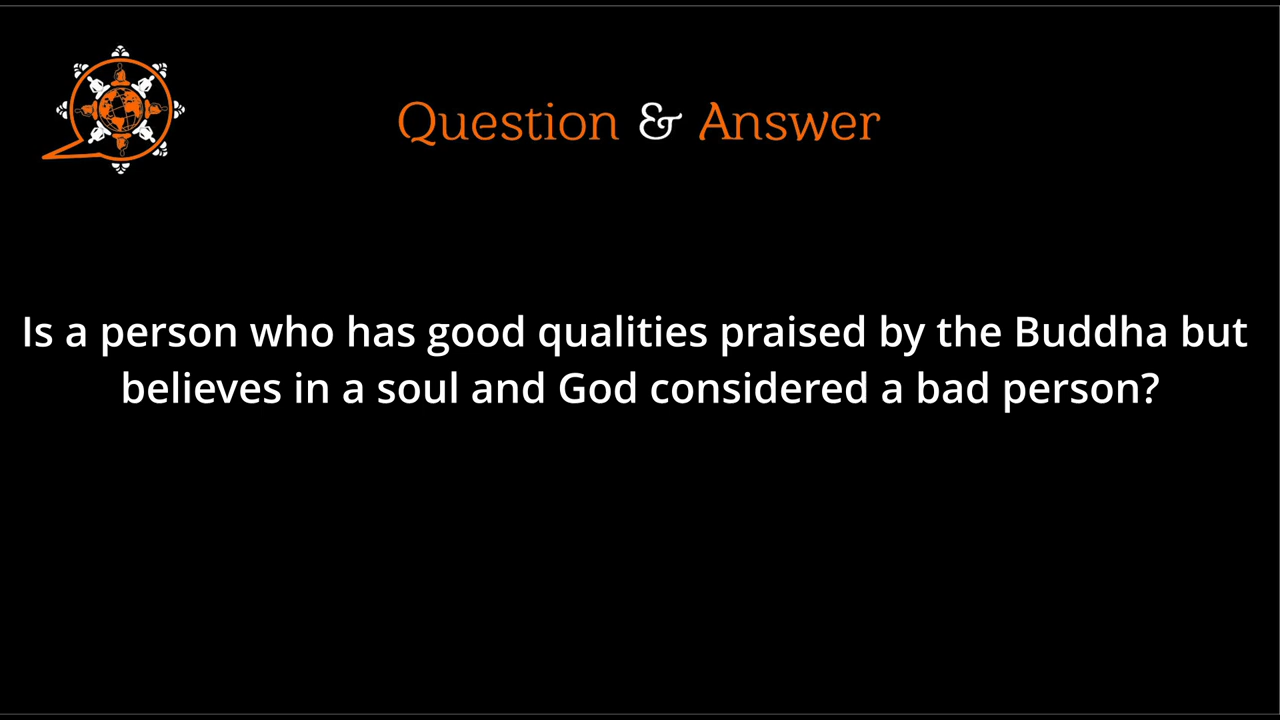 Question & Answer
Is a person who has good qualities praised by the Buddha but
believes in a soul and God considered a bad person?